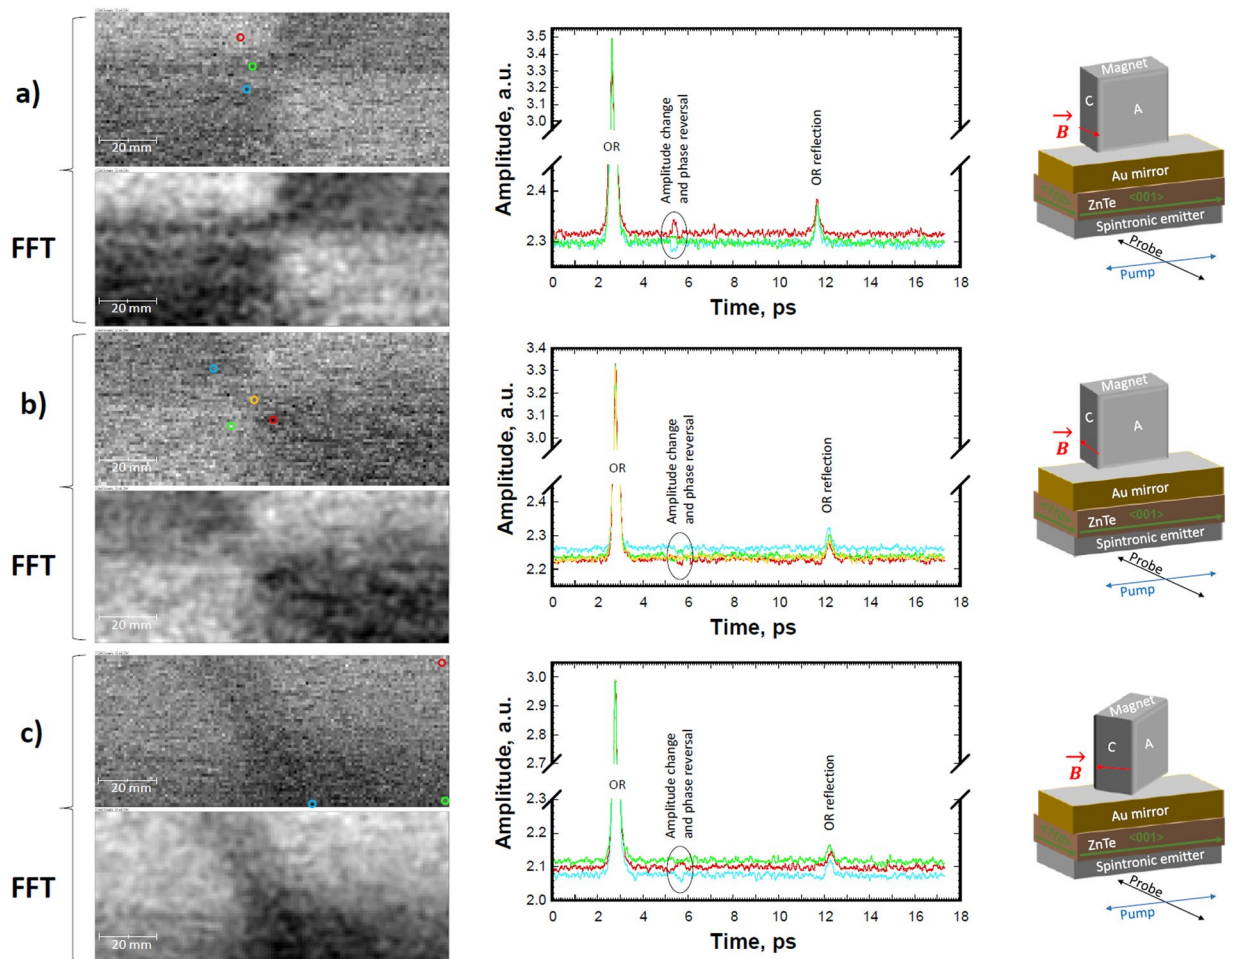 a)
20 mm
FFT
20 mm
Amplitude, a.u.
3.5
3.4
3.3
3.2
3.1
3.0
2.4
2.3
OR
Amplitude change
and phase reversal
OR reflection
0 2 4 6 8 10 12 14 16 18
Time, ps
Magnet
C
A
B
Au mirror
ZnTe <001>
Spintronic emitter
Probe
Pump
b)
20 mm
FFT
20 mm
Amplitude, a.u.
3.4
3.3
3.2
3.1
3.0
2.4
2.3
2.2
OR
Amplitude change
and phase reversal
OR reflection
0 2 4 6 8 10 12 14 16 18
Time, ps
Magnet
C
A
B
Au mirror
ZnTe <001>
Spintronic emitter
Probe
Pump
c)
20 mm
FFT
20 mm
Amplitude, a.u.
3.0
2.9
2.8
2.7
2.3
2.2
2.1
2.0
OR
Amplitude change
and phase reversal
OR reflection
0 2 4 6 8 10 12 14 16 18
Time, ps
Magnet
C
A
B
Au mirror
ZnTe <001>
Spintronic emitter
Probe
Pump